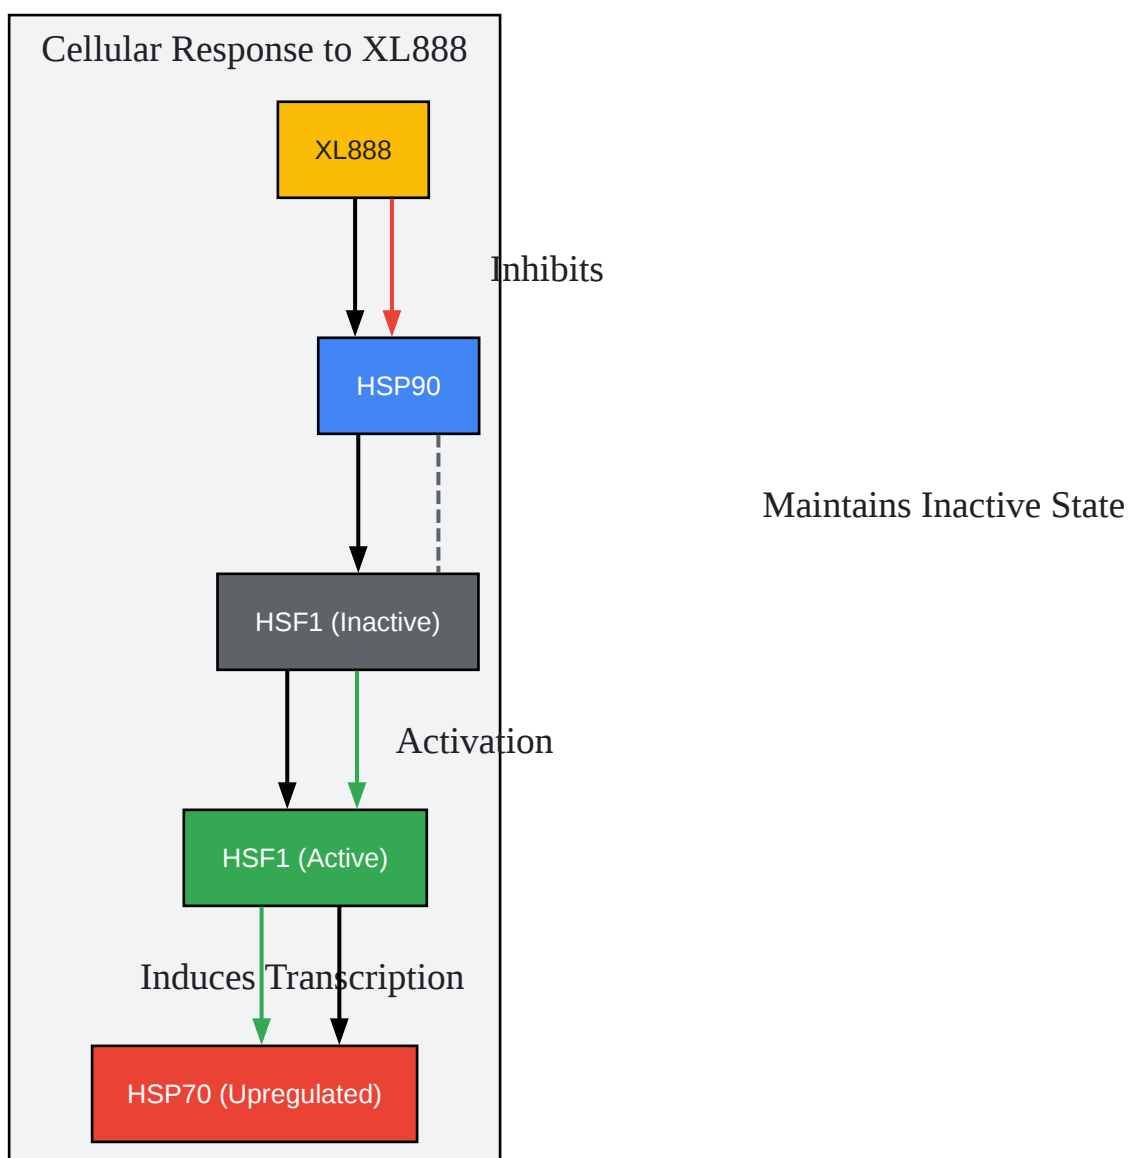 Cellular Response to XL888
XL888
Inhibits
HSP90
Maintains Inactive State
HSF1 (Inactive)
Activation
HSF1 (Active)
Induces Transcription
HSP70 (Upregulated)